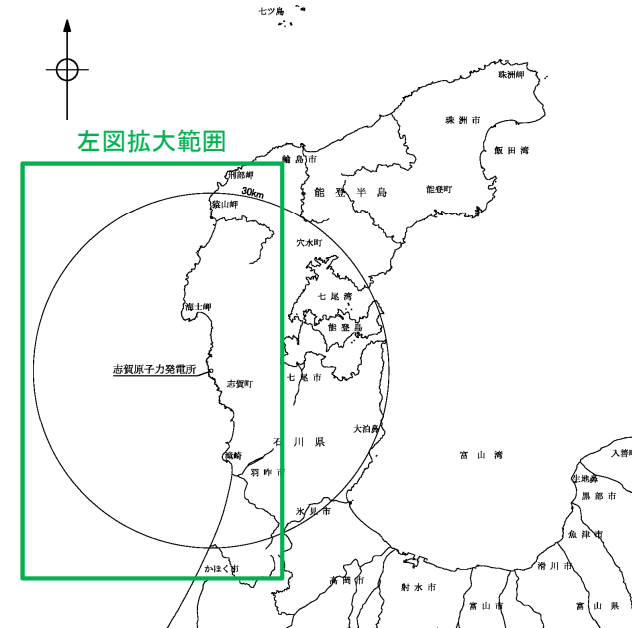 七ツ島
珠洲岬
珠洲市
左図拡大範囲
飯田湾
輪島市
刑部岬
30km
能登半島
能登町
猿山岬
穴水町
七尾湾
海士岬
能登島
志賀原子力発電所
七尾市
志賀町
大泊鼻
石川県
富山湾
入善町
滝崎
羽咋市
生地鼻
黒部市
氷見市
魚津市
かほく市
滑川市
高岡市
射水市
富山市
富山県